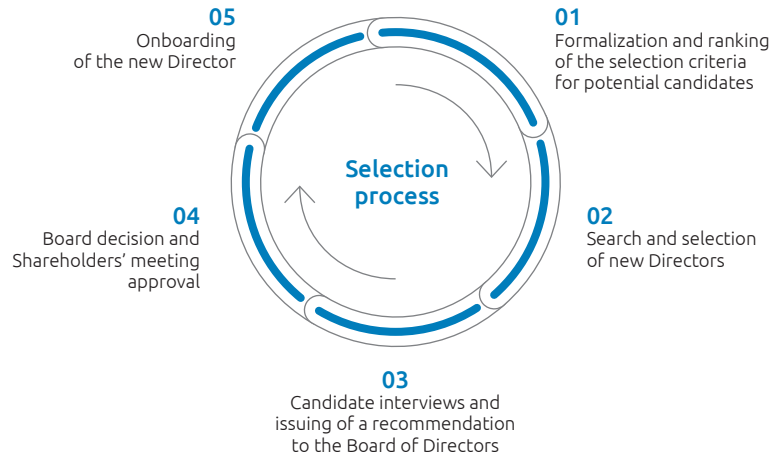 05
Onboarding
of the new Director
01
Formalization and ranking
of the selection criteria
for potential candidates
Selection
process
04
Board decision and
Shareholders’ meeting
approval
02
Search and selection
of new Directors
03
Candidate interviews and
issuing of a recommendation
to the Board of Directors